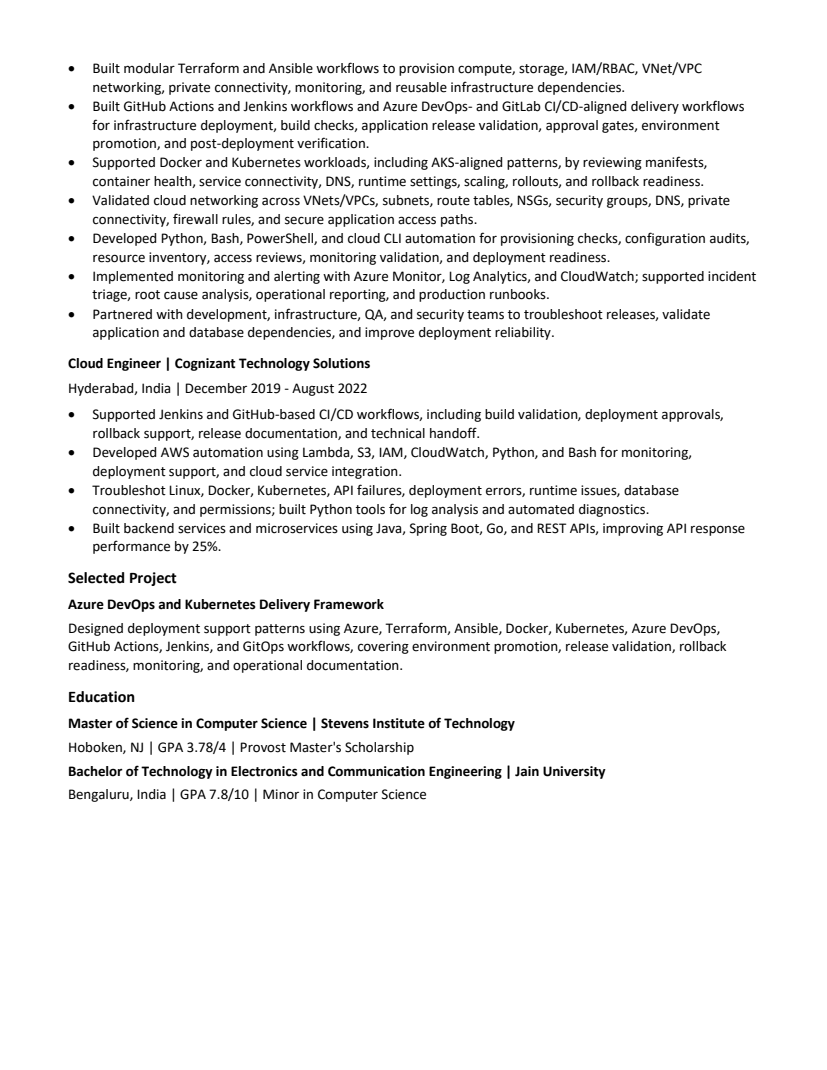 • Built modular Terraform and Ansible workflows to provision compute, storage, IAM/RBAC, VNet/VPC
networking, private connectivity, monitoring, and reusable infrastructure dependencies.
• Built GitHub Actions and Jenkins workflows and Azure DevOps- and GitLab CI/CD-aligned delivery workflows
for infrastructure deployment, build checks, application release validation, approval gates, environment
promotion, and post-deployment verification.
• Supported Docker and Kubernetes workloads, including AKS-aligned patterns, by reviewing manifests,
container health, service connectivity, DNS, runtime settings, scaling, rollouts, and rollback readiness.
• Validated cloud networking across VNets/VPCs, subnets, route tables, NSGs, security groups, DNS, private
connectivity, firewall rules, and secure application access paths.
• Developed Python, Bash, PowerShell, and cloud CLI automation for provisioning checks, configuration audits,
resource inventory, access reviews, monitoring validation, and deployment readiness.
• Implemented monitoring and alerting with Azure Monitor, Log Analytics, and CloudWatch; supported incident
triage, root cause analysis, operational reporting, and production runbooks.
• Partnered with development, infrastructure, QA, and security teams to troubleshoot releases, validate
application and database dependencies, and improve deployment reliability.
Cloud Engineer | Cognizant Technology Solutions
Hyderabad, India | December 2019 - August 2022
• Supported Jenkins and GitHub-based CI/CD workflows, including build validation, deployment approvals,
rollback support, release documentation, and technical handoff.
• Developed AWS automation using Lambda, S3, IAM, CloudWatch, Python, and Bash for monitoring,
deployment support, and cloud service integration.
• Troubleshot Linux, Docker, Kubernetes, API failures, deployment errors, runtime issues, database
connectivity, and permissions; built Python tools for log analysis and automated diagnostics.
• Built backend services and microservices using Java, Spring Boot, Go, and REST APIs, improving API response
performance by 25%.
Selected Project
Azure DevOps and Kubernetes Delivery Framework
Designed deployment support patterns using Azure, Terraform, Ansible, Docker, Kubernetes, Azure DevOps,
GitHub Actions, Jenkins, and GitOps workflows, covering environment promotion, release validation, rollback
readiness, monitoring, and operational documentation.
Education
Master of Science in Computer Science | Stevens Institute of Technology
Hoboken, NJ | GPA 3.78/4 | Provost Master's Scholarship
Bachelor of Technology in Electronics and Communication Engineering | Jain University
Bengaluru, India | GPA 7.8/10 | Minor in Computer Science